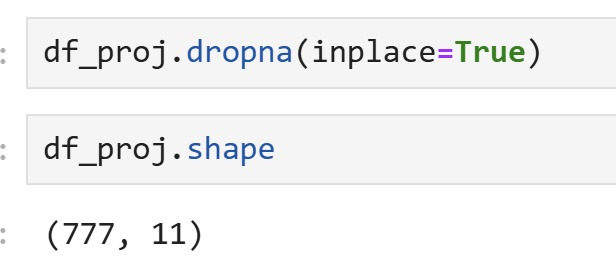 df_proj.dropna(inplace=True)
df_proj.shape
(777, 11)